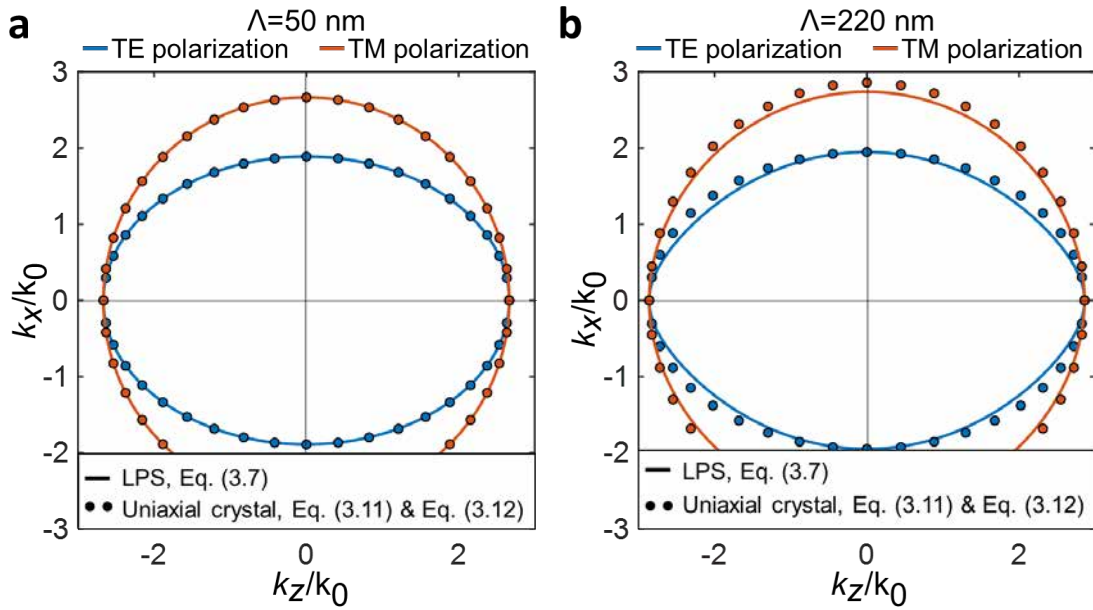 a
Λ=50 nm
TE polarization
TM polarization
3
2
1
0
-1
-2
-3
kx/k0
LPS, Eq. (3.7)
Uniaxial crystal, Eq. (3.11) & Eq. (3.12)
-2
0
2
kz/k0
b
Λ=220 nm
TE polarization
TM polarization
3
2
1
0
-1
-2
-3
kx/k0
LPS, Eq. (3.7)
Uniaxial crystal, Eq. (3.11) & Eq. (3.12)
-2
0
2
kz/k0